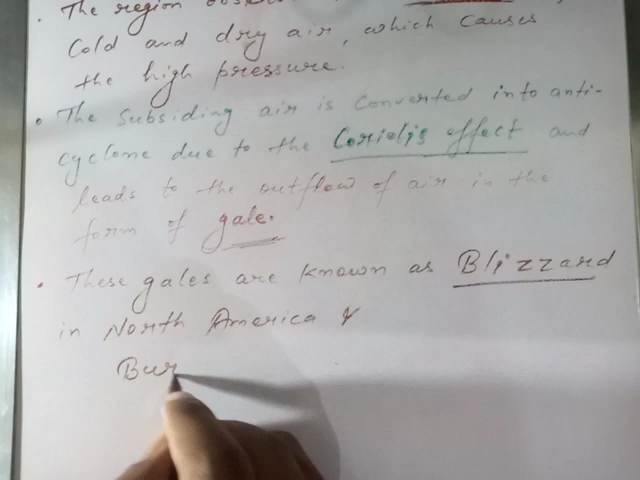 • The region
Cold and dry air, which causes
the high pressure.
• The Subsiding air is Converted into anti-
cyclone due to the Coriolis effect and
leads to the outflow of air in the
form of gale.
• These gales are known as Blizzard
in North America &
Bur